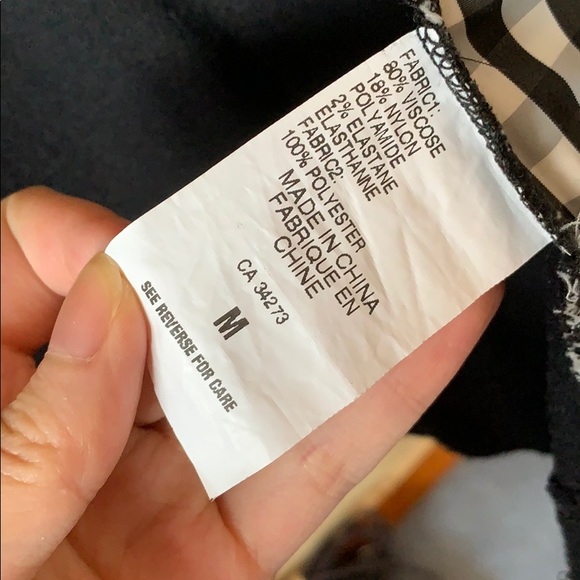 FABRIC1:
80% VISCOSE
18% NYLON
POLYAMIDE
2% ELASTANE
ELASTHANNE
FABRIC2:
100% POLYESTER
MADE IN CHINA
FABRIQUE EN
CHINE
CA 34273
M
SEE REVERSE FOR CARE